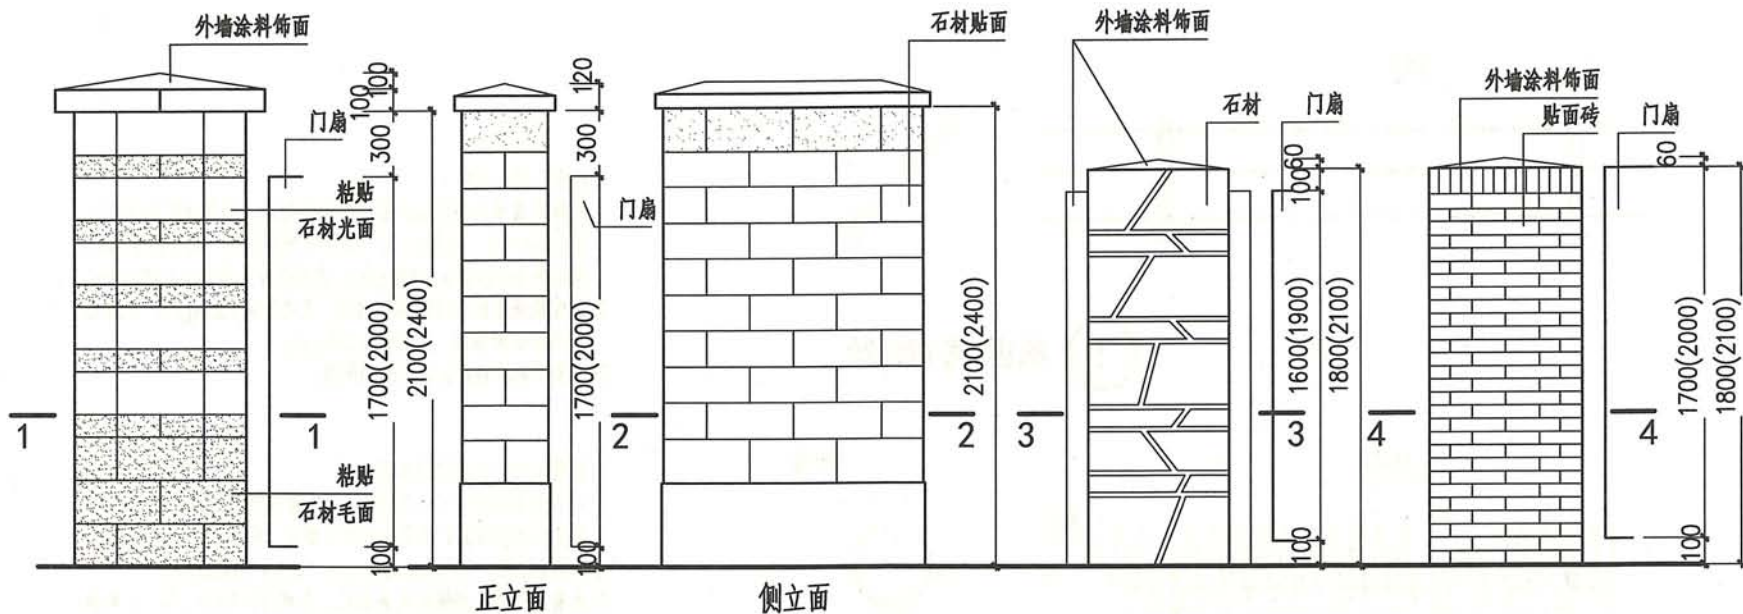 外墙涂料饰面
100
100
100
门扇
300
粘贴
石材光面
1700(2000)
2100(2400)
粘贴
石材毛面
100
1
1
120
300
门扇
1700(2000)
100
正立面
石材贴面
2100(2400)
2
2
侧立面
外墙涂料饰面
石材
门扇
60
100
1600(1900)
1800(2100)
100
3
3
外墙涂料饰面
贴面砖
门扇
60
1700(2000)
1800(2100)
100
4
4